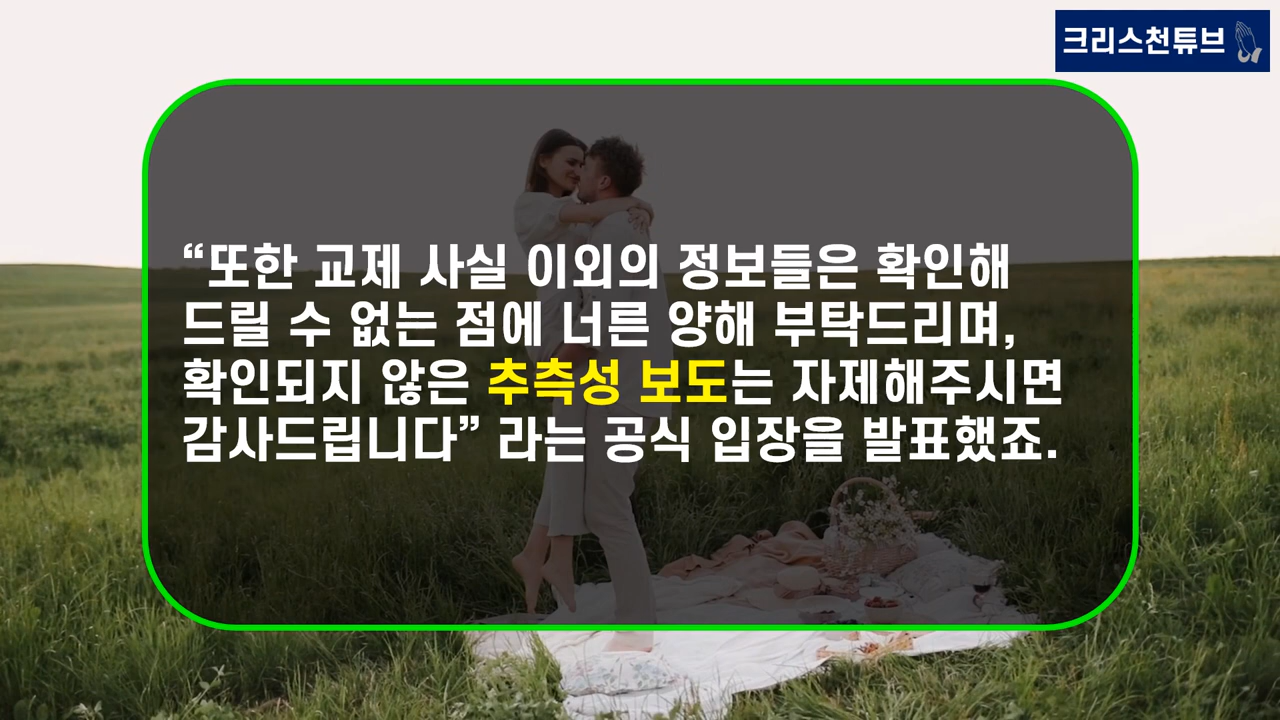 크리스천튜브
“또한 교제 사실 이외의 정보들은 확인해
드릴 수 없는 점에 너른 양해 부탁드리며,
확인되지 않은 추측성 보도는 자제해주시면
감사드립니다” 라는 공식 입장을 발표했죠.